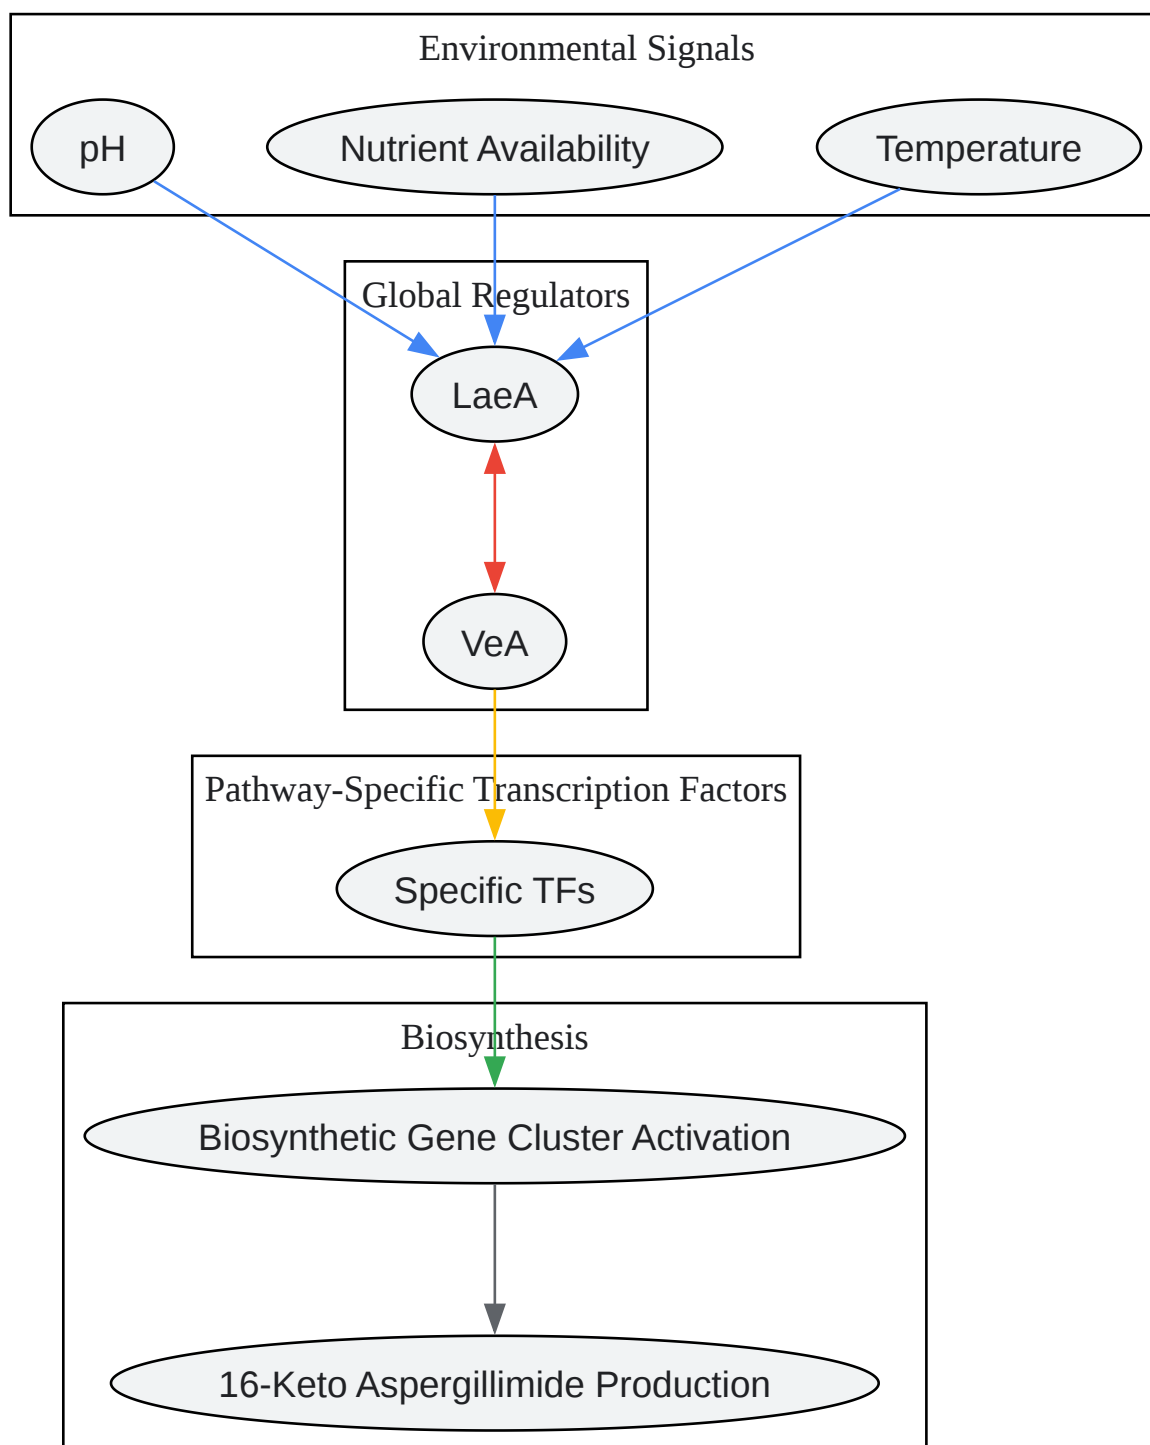 Environmental Signals
pH
Nutrient Availability
Temperature
Global Regulators
LaeA
VeA
Pathway-Specific Transcription Factors
Specific TFs
Biosynthesis
Biosynthetic Gene Cluster Activation
16-Keto Aspergillimide Production